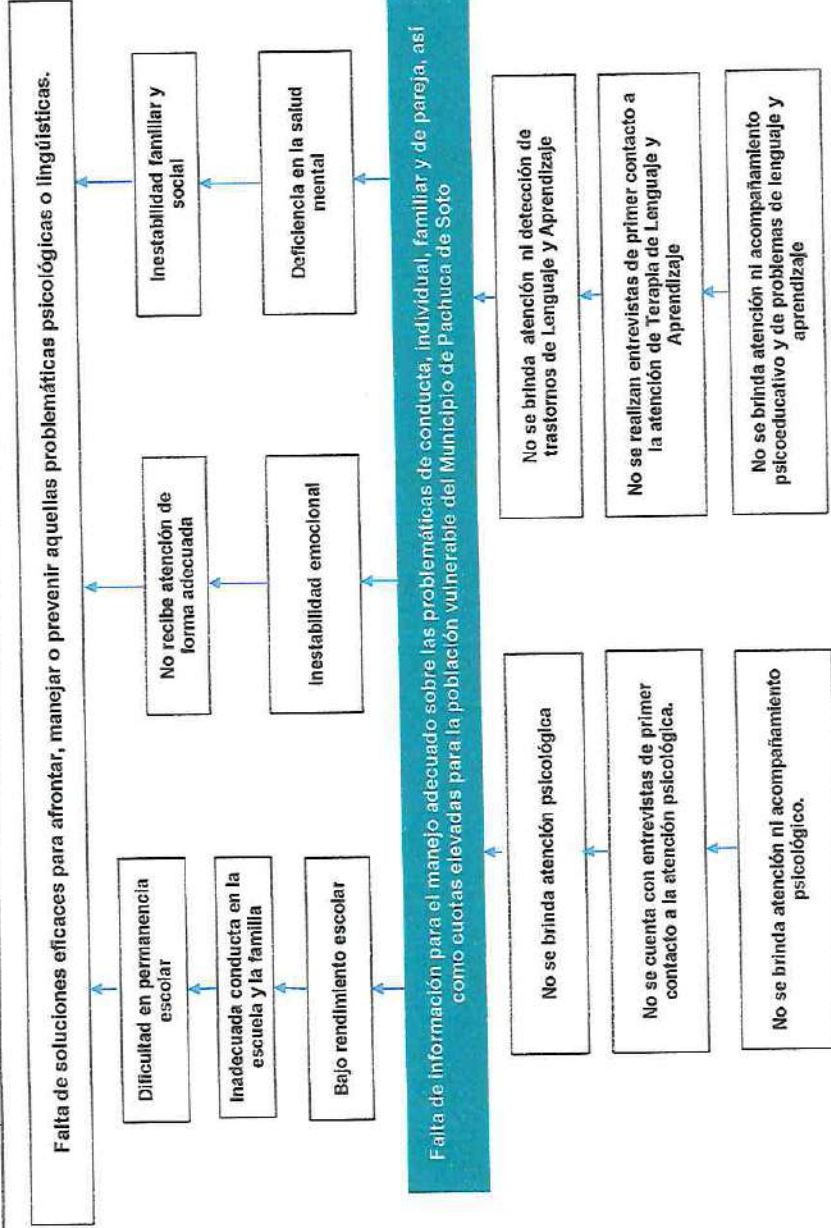 Falta de soluciones eficaces para afrontar, manejar o prevenir aquellas problemáticas psicológicas o lingüísticas.
Dificultad en permanencia
escolar
Inadecuada conducta en la
escuela y la familia
Bajo rendimiento escolar
No recibe atención de
forma adecuada
Inestabilidad emocional
Inestabilidad familiar y
social
Deficiencia en la salud
mental
Falta de información para el manejo adecuado sobre las problemáticas de conducta, individual, familiar y de pareja, así
como cuotas elevadas para la población vulnerable del Municipio de Pachuca de Soto
No se brinda atención psicológica
No se cuenta con entrevistas de primer
contacto a la atención psicológica.
No se brinda atención ni acompañamiento
psicológico.
No se brinda atención ni detección de
trastornos de Lenguaje y Aprendizaje
No se realizan entrevistas de primer contacto a
la atención de Terapia de Lenguaje y
Aprendizaje
No se brinda atención ni acompañamiento
psicoeducativo y de problemas de lenguaje y
aprendizaje